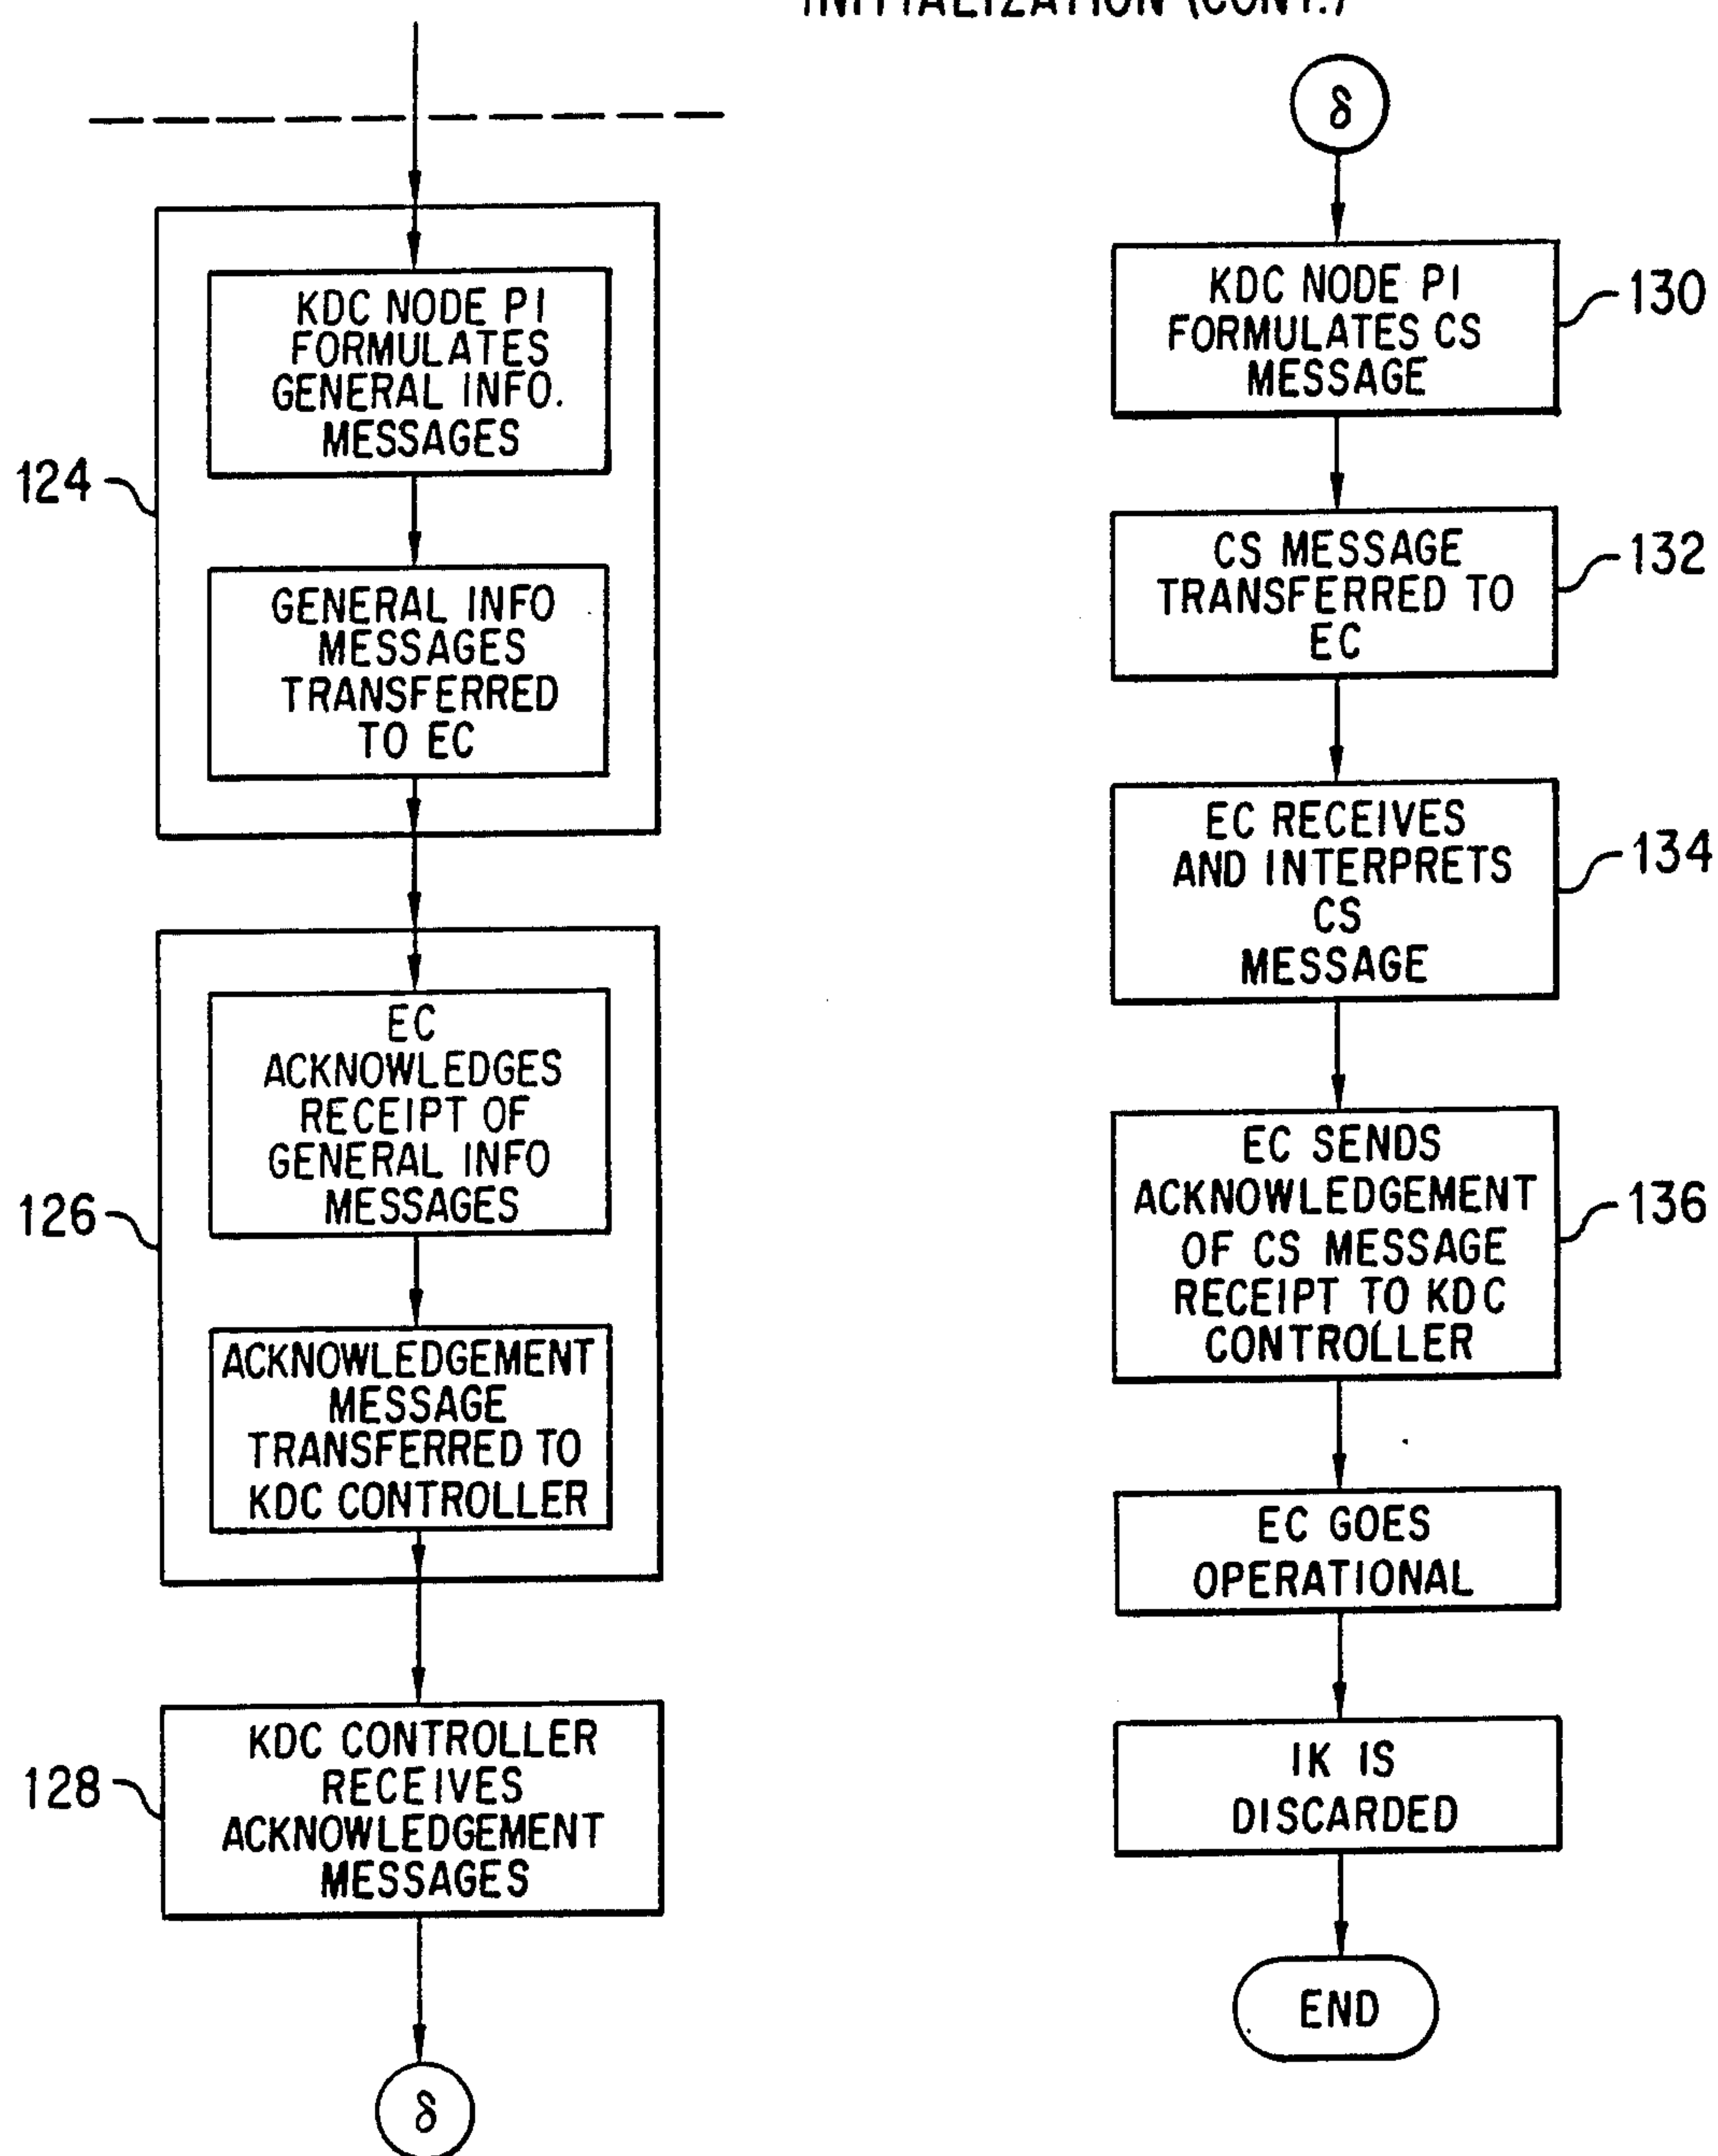 INITIALIZATION (CONT.)
KDC NODE PI
FORMULATES
GENERAL INFO.
MESSAGES
124
GENERAL INFO
MESSAGES
TRANSFERRED
TO EC
EC
ACKNOWLEDGES
RECEIPT OF
GENERAL INFO
MESSAGES
126
ACKNOWLEDGEMENT
MESSAGE
TRANSFERRED TO
KDC CONTROLLER
KDC CONTROLLER
RECEIVES
ACKNOWLEDGEMENT
MESSAGES
128
δ
δ
KDC NODE PI
FORMULATES CS
MESSAGE
130
CS MESSAGE
TRANSFERRED TO
EC
132
EC RECEIVES
AND INTERPRETS
CS
MESSAGE
134
EC SENDS
ACKNOWLEDGEMENT
OF CS MESSAGE
RECEIPT TO KDC
CONTROLLER
136
EC GOES
OPERATIONAL
IK IS
DISCARDED
END